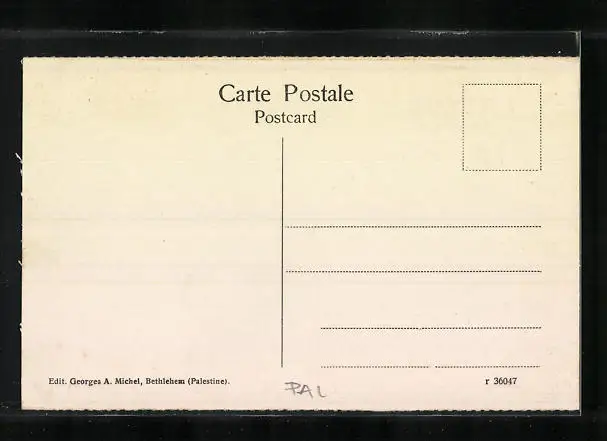 Carte Postale
Postcard
Edit. Georges A. Michel, Bethlehem (Palestine).
PAL
r 36047